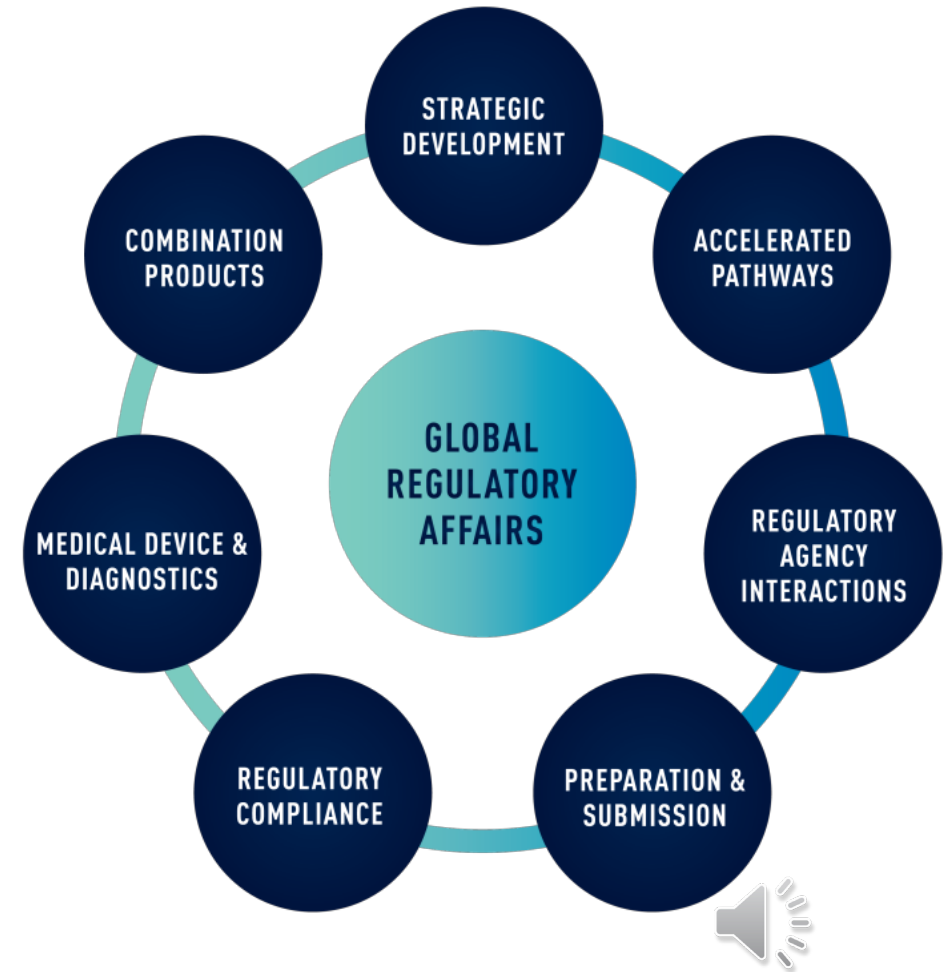 STRATEGIC
DEVELOPMENT
ACCELERATED
PATHWAYS
REGULATORY
AGENCY
INTERACTIONS
PREPARATION &
SUBMISSION
REGULATORY
COMPLIANCE
MEDICAL DEVICE &
DIAGNOSTICS
COMBINATION
PRODUCTS
GLOBAL
REGULATORY
AFFAIRS